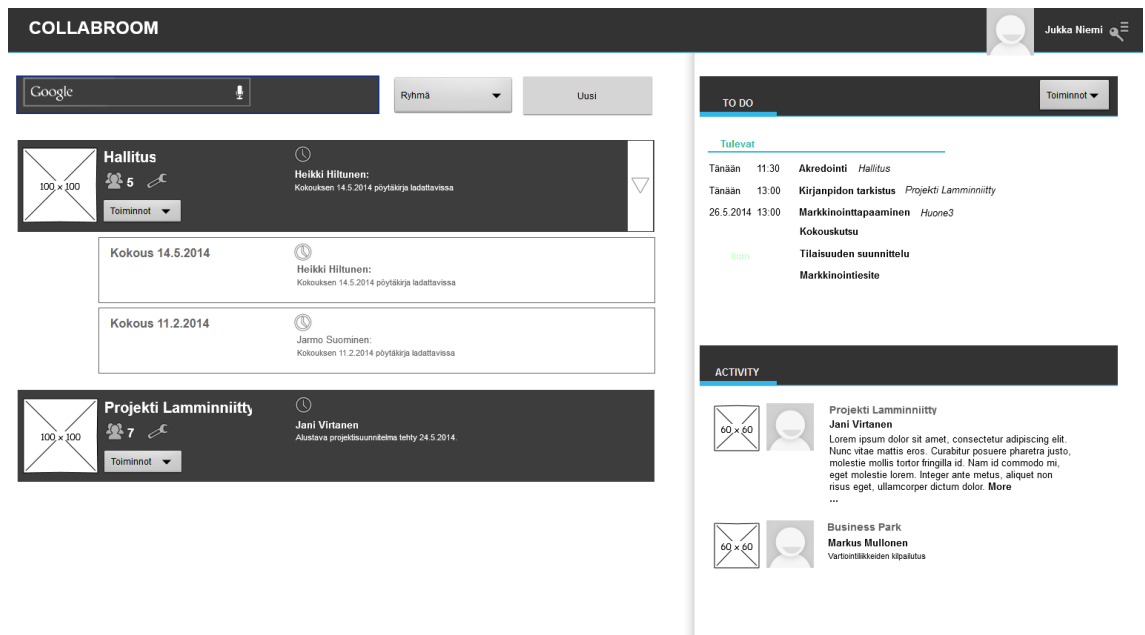 COLLABROOM
Jukka Niemi
Google
Ryhmä
Uusi
100 x 100
Hallitus
5
Toiminnot
Heikki Hiltunen:
Kokouksen 14.5.2014 pöytäkirja ladattavissa
Kokous 14.5.2014
Heikki Hiltunen:
Kokouksen 14.5.2014 pöytäkirja ladattavissa
Kokous 11.2.2014
Jarmo Suominen:
Kokouksen 11.2.2014 pöytäkirja ladattavissa
100 x 100
Projekti Lamminniitty
7
Toiminnot
Jani Virtanen
Alustava projektisuunnitelma tehty 24.5.2014.
TO DO
Toiminnot
Tulevat
Tänään 11:30 Akredointi Hallitus
Tänään 13:00 Kirjanpidon tarkistus Projekti Lamminniitty
26.5.2014 13:00 Markkinointtapaaminen Huone3
Kokouskutsu
Tilaisuuden suunnittelu
Markkinointiesite
ACTIVITY
60 x 60
Projekti Lamminniitty
Jani Virtanen
Lorem ipsum dolor sit amet, consectetur adipiscing elit.
Nunc vitae mattis eros. Curabitur posuere pharetra justo,
molestie mollis tortor fringilla id. Nam id commodo mi,
eget molestie lorem. Integer ante metus, aliquet non
risus eget, ullamcorper dictum dolor. More
...
60 x 60
Business Park
Markus Mullonen
Vartiointiliikkeiden kilpailutus